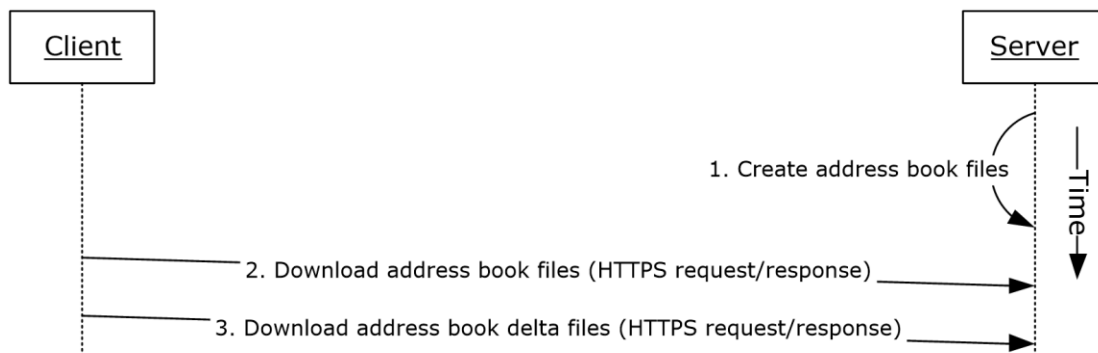 Client
Server
1. Create address book files
Time
2. Download address book files (HTTPS request/response)
3. Download address book delta files (HTTPS request/response)